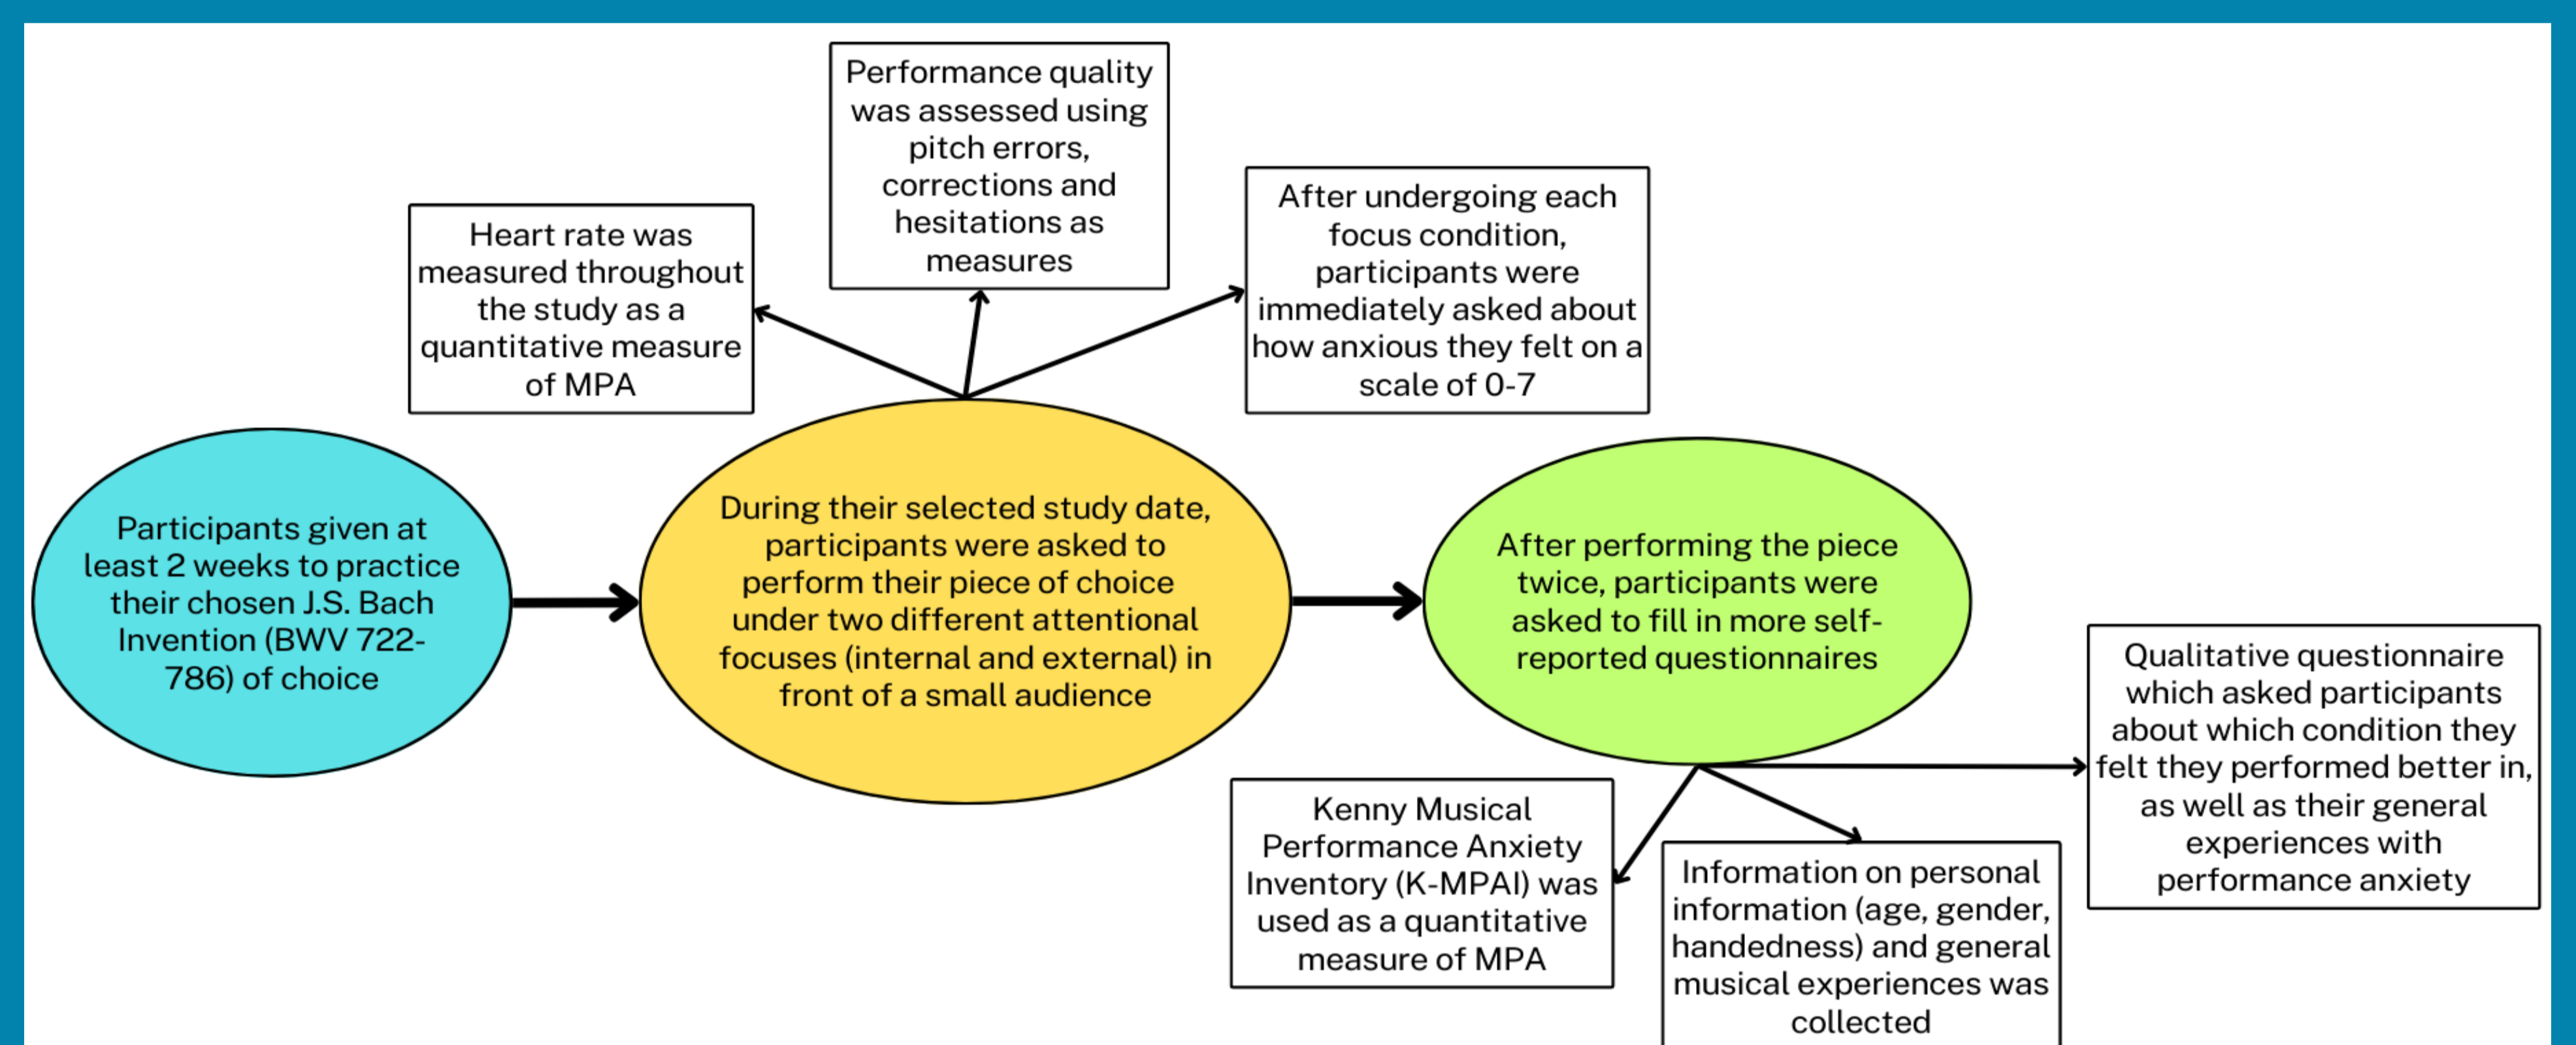 Performance quality
was assessed using
pitch errors,
corrections and
hesitations as
measures
After undergoing each
focus condition,
participants were
immediately asked about
how anxious they felt on a
scale of 0-7
Heart rate was
measured throughout
the study as a
quantitative measure
of MPA
Participants given at
least 2 weeks to practice
their chosen J.S. Bach
Invention (BWV 722-
786) of choice
During their selected study date,
participants were asked to
perform their piece of choice
under two different attentional
focuses (internal and external) in
front of a small audience
After performing the piece
twice, participants were
asked to fill in more self-
reported questionnaires
Kenny Musical
Performance Anxiety
Inventory (K-MPAI) was
used as a quantitative
measure of MPA
Information on personal
information (age, gender,
handedness) and general
musical experiences was
collected
Qualitative questionnaire
which asked participants
about which condition they
felt they performed better in,
as well as their general
experiences with
performance anxiety